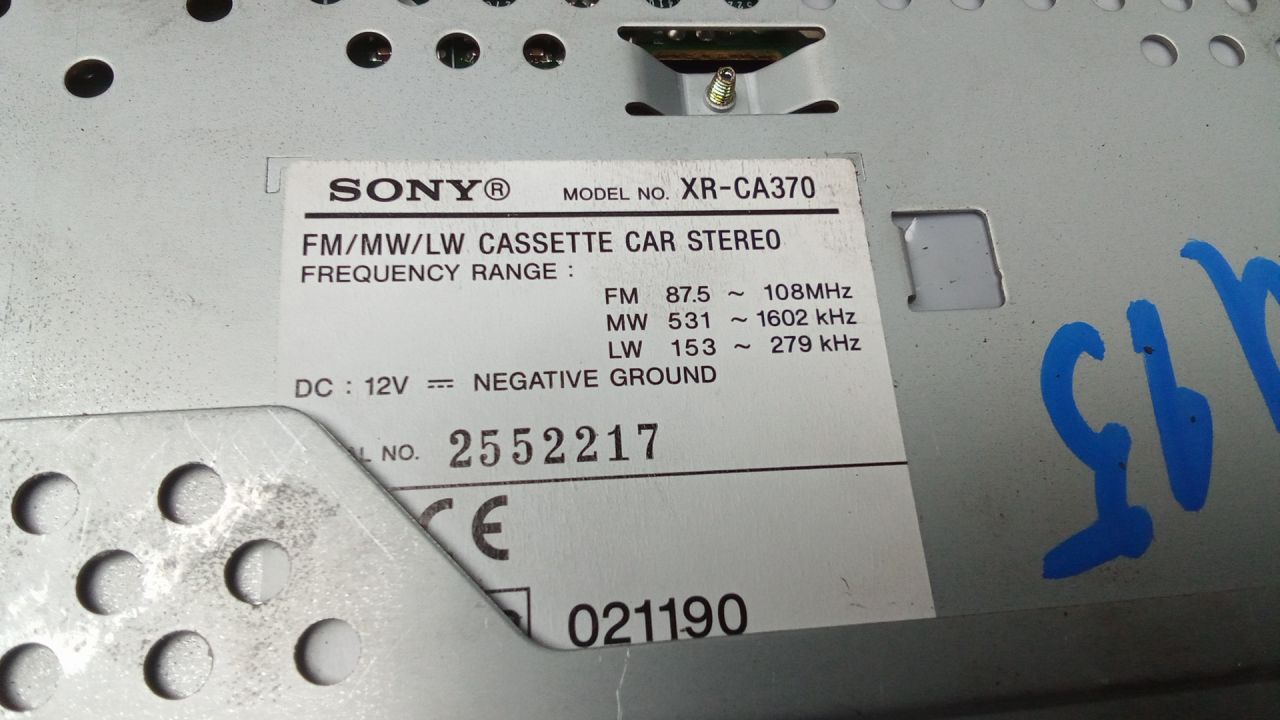 SONY® MODEL NO. XR-CA370
FM/MW/LW CASSETTE CAR STEREO
FREQUENCY RANGE :
FM 87.5 ~ 108MHz
MW 531 ~ 1602 kHz
LW 153 ~ 279 kHz
DC : 12V ⎓ NEGATIVE GROUND
AL NO. 2552217
CE
021190